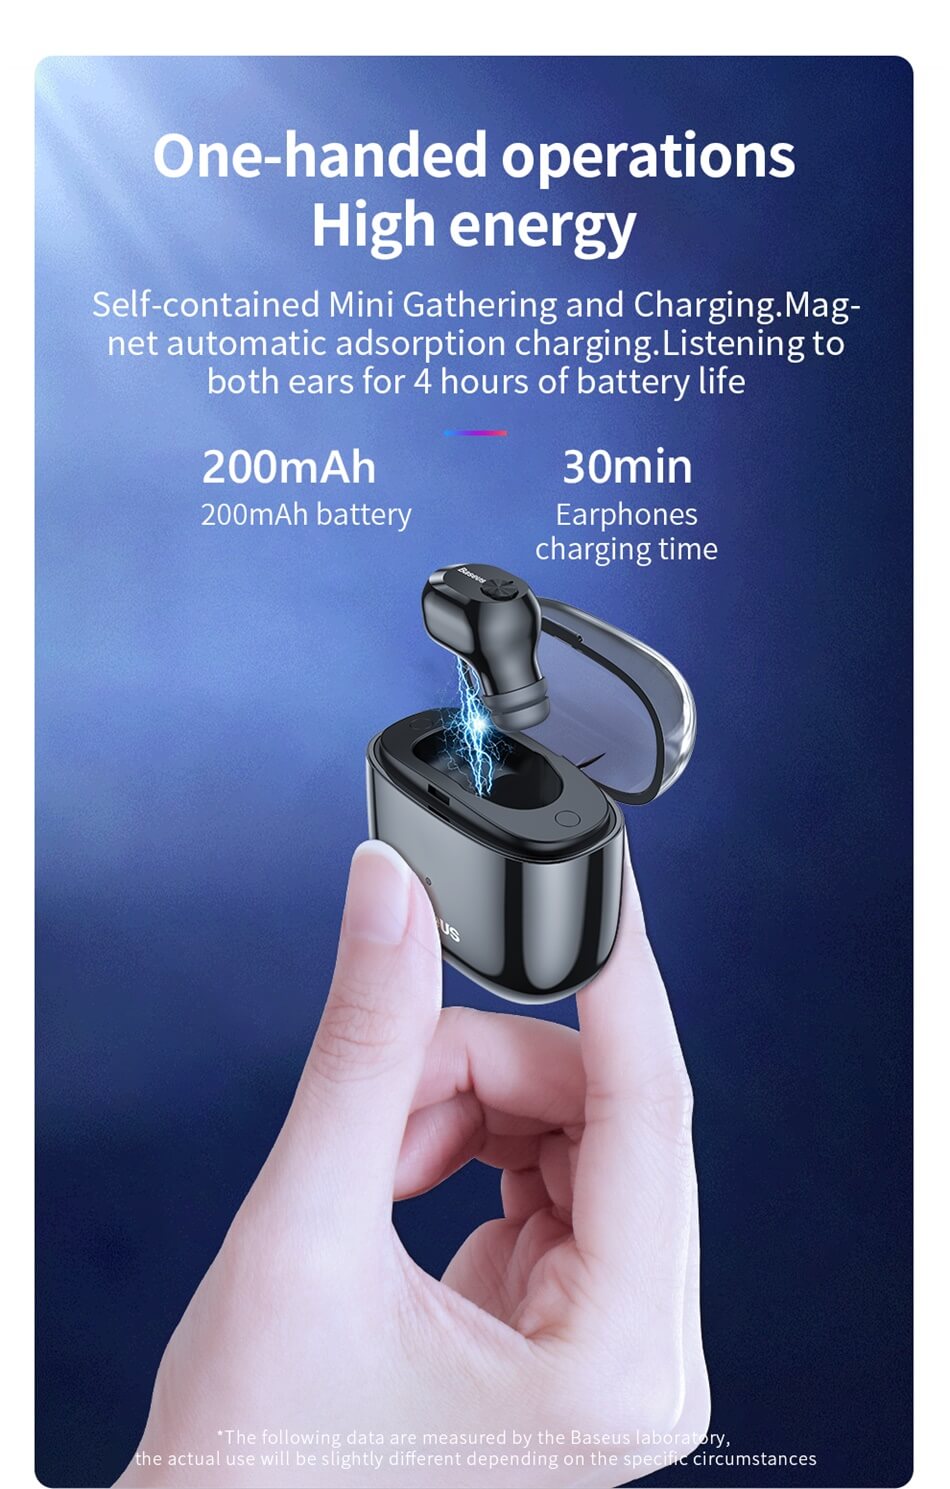 One-handed operations
High energy
Self-contained Mini Gathering and Charging.Mag-
net automatic adsorption charging.Listening to
both ears for 4 hours of battery life
200mAh
200mAh battery
30min
Earphones
charging time
Baseus
us
*The following data are measured by the Baseus laboratory,
the actual use will be slightly different depending on the specific circumstances